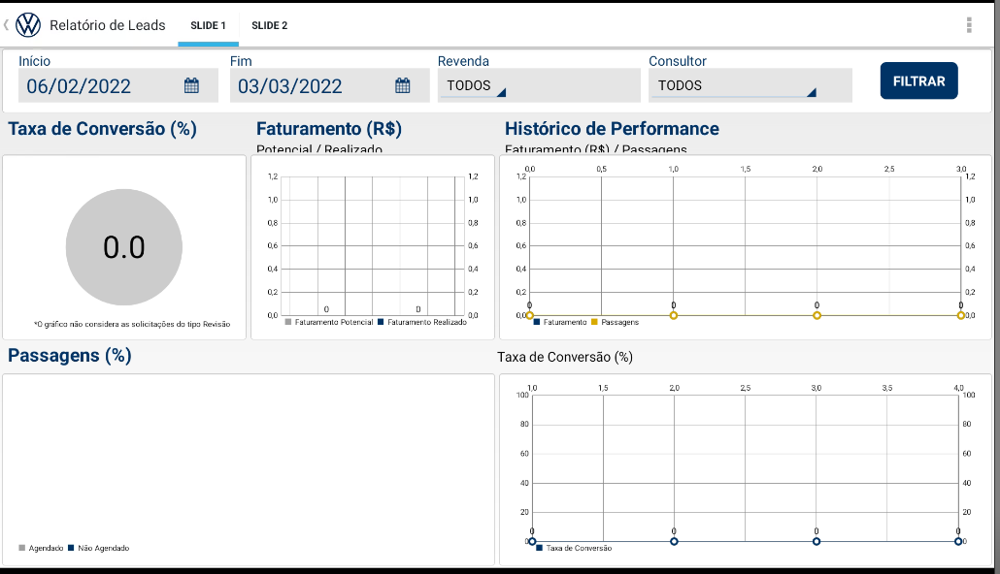 Relatório de Leads SLIDE 1 SLIDE 2
Início Fim Revenda Consultor
06/02/2022 03/03/2022 TODOS TODOS FILTRAR
Taxa de Conversão (%) Faturamento (R$) Histórico de Performance
Potencial / Realizado Faturamento (R$) / Passagens
0.0
*O gráfico não considera as solicitações do tipo Revisão
1,2 1,2
1,0 1,0
0,8 0,8
0,6 0,6
0,4 0,4
0,2 0,2
0 0
0,0 0,0
Faturamento Potencial Faturamento Realizado
0,0 0,5 1,0 1,5 2,0 2,5 3,0
1,2 1,2
1,0 1,0
0,8 0,8
0,6 0,6
0,4 0,4
0,2 0,2
0 0 0 0
0,0 0,0
Faturamento Passagens
Passagens (%) Taxa de Conversão (%)
Agendado Não Agendado
1,0 1,5 2,0 2,5 3,0 3,5 4,0
100 100
80 80
60 60
40 40
20 20
0 0 0 0
0 0
Taxa de Conversão